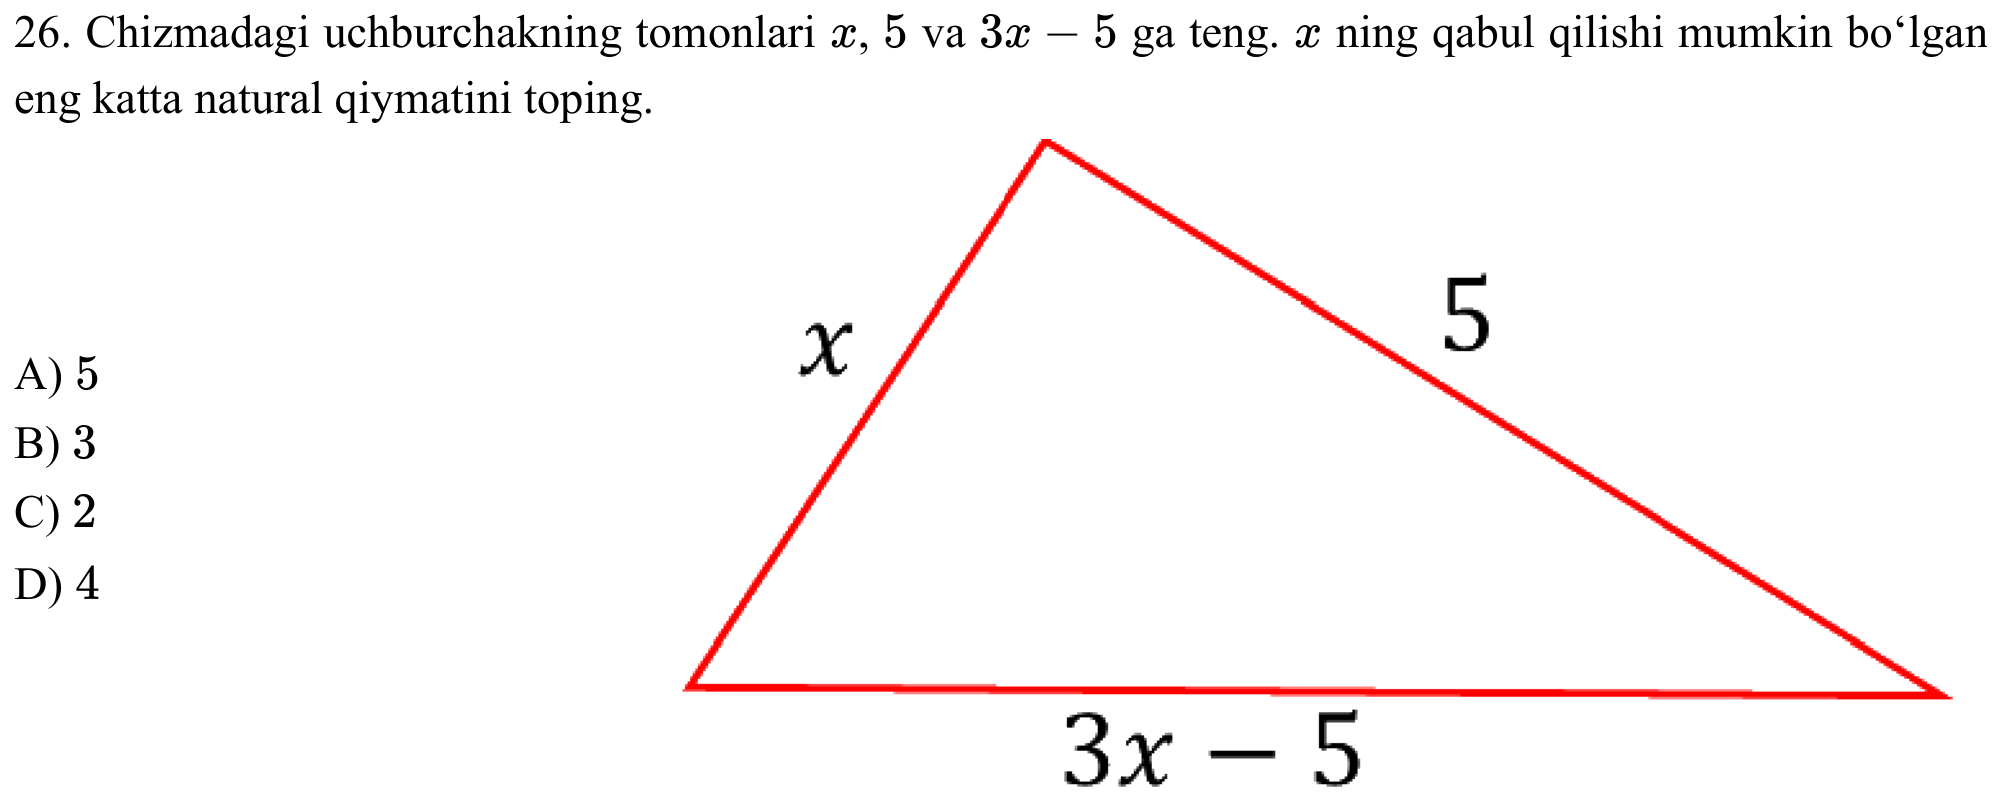 26. Chizmadagi uchburchakning tomonlari x, 5 va 3x − 5 ga teng. x ning qabul qilishi mumkin bo‘lgan
eng katta natural qiymatini toping.
x
5
A) 5
B) 3
C) 2
D) 4
3x − 5